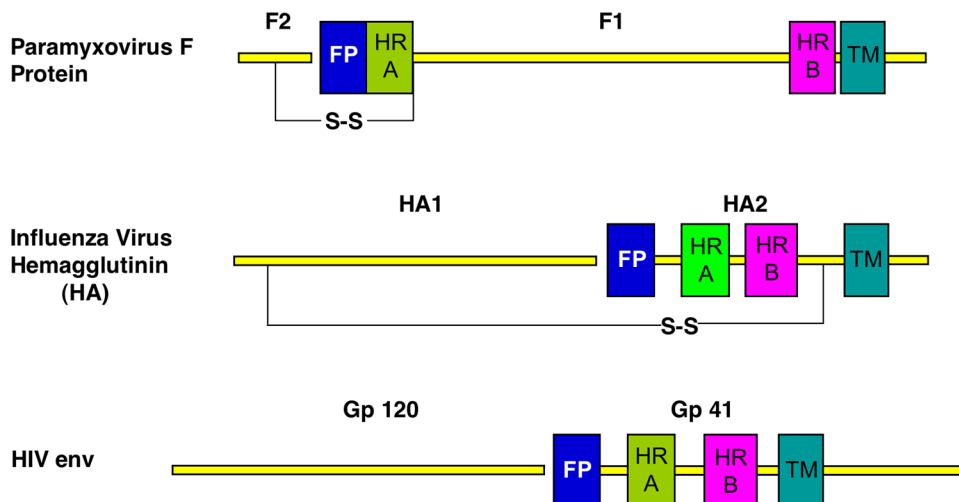 F2
F1
Paramyxovirus F
Protein
FP
HR
A
HR
B
TM
S-S
HA1
HA2
Influenza Virus
Hemagglutinin
(HA)
FP
HR
A
HR
B
TM
S-S
Gp 120
Gp 41
HIV env
FP
HR
A
HR
B
TM